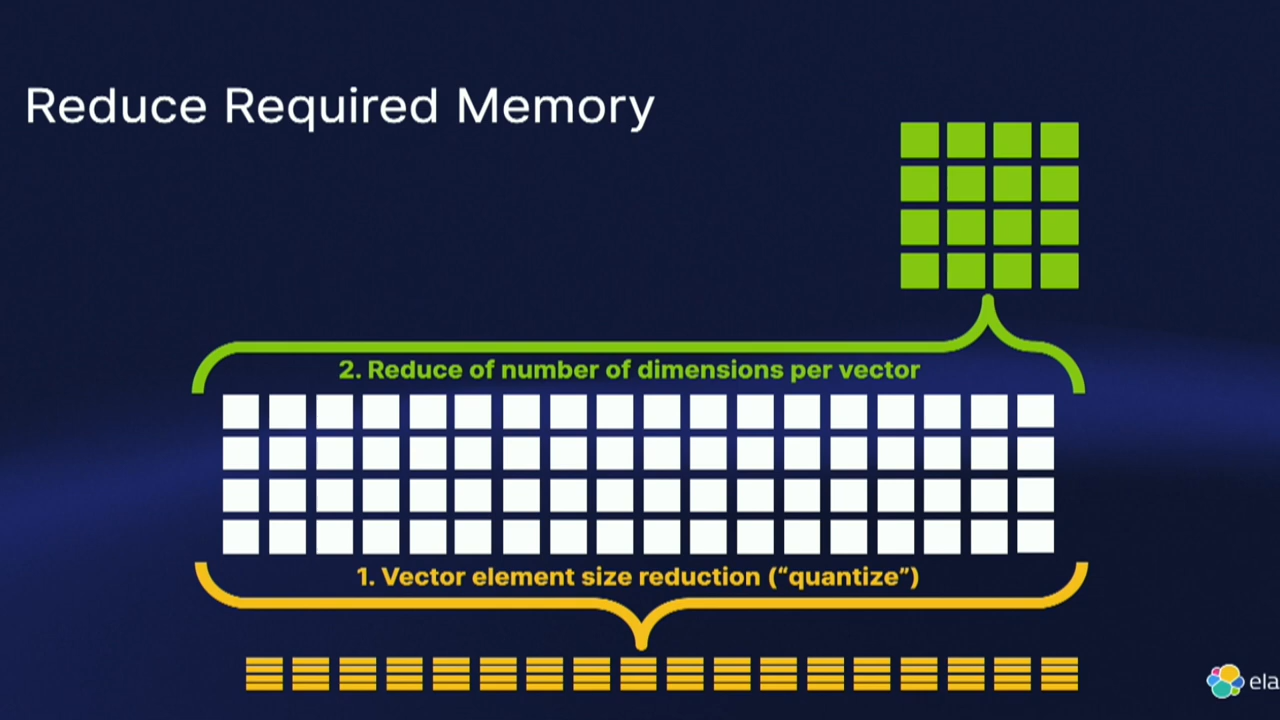 Reduce Required Memory
2. Reduce of number of dimensions per vector
1. Vector element size reduction (“quantize”)
ela